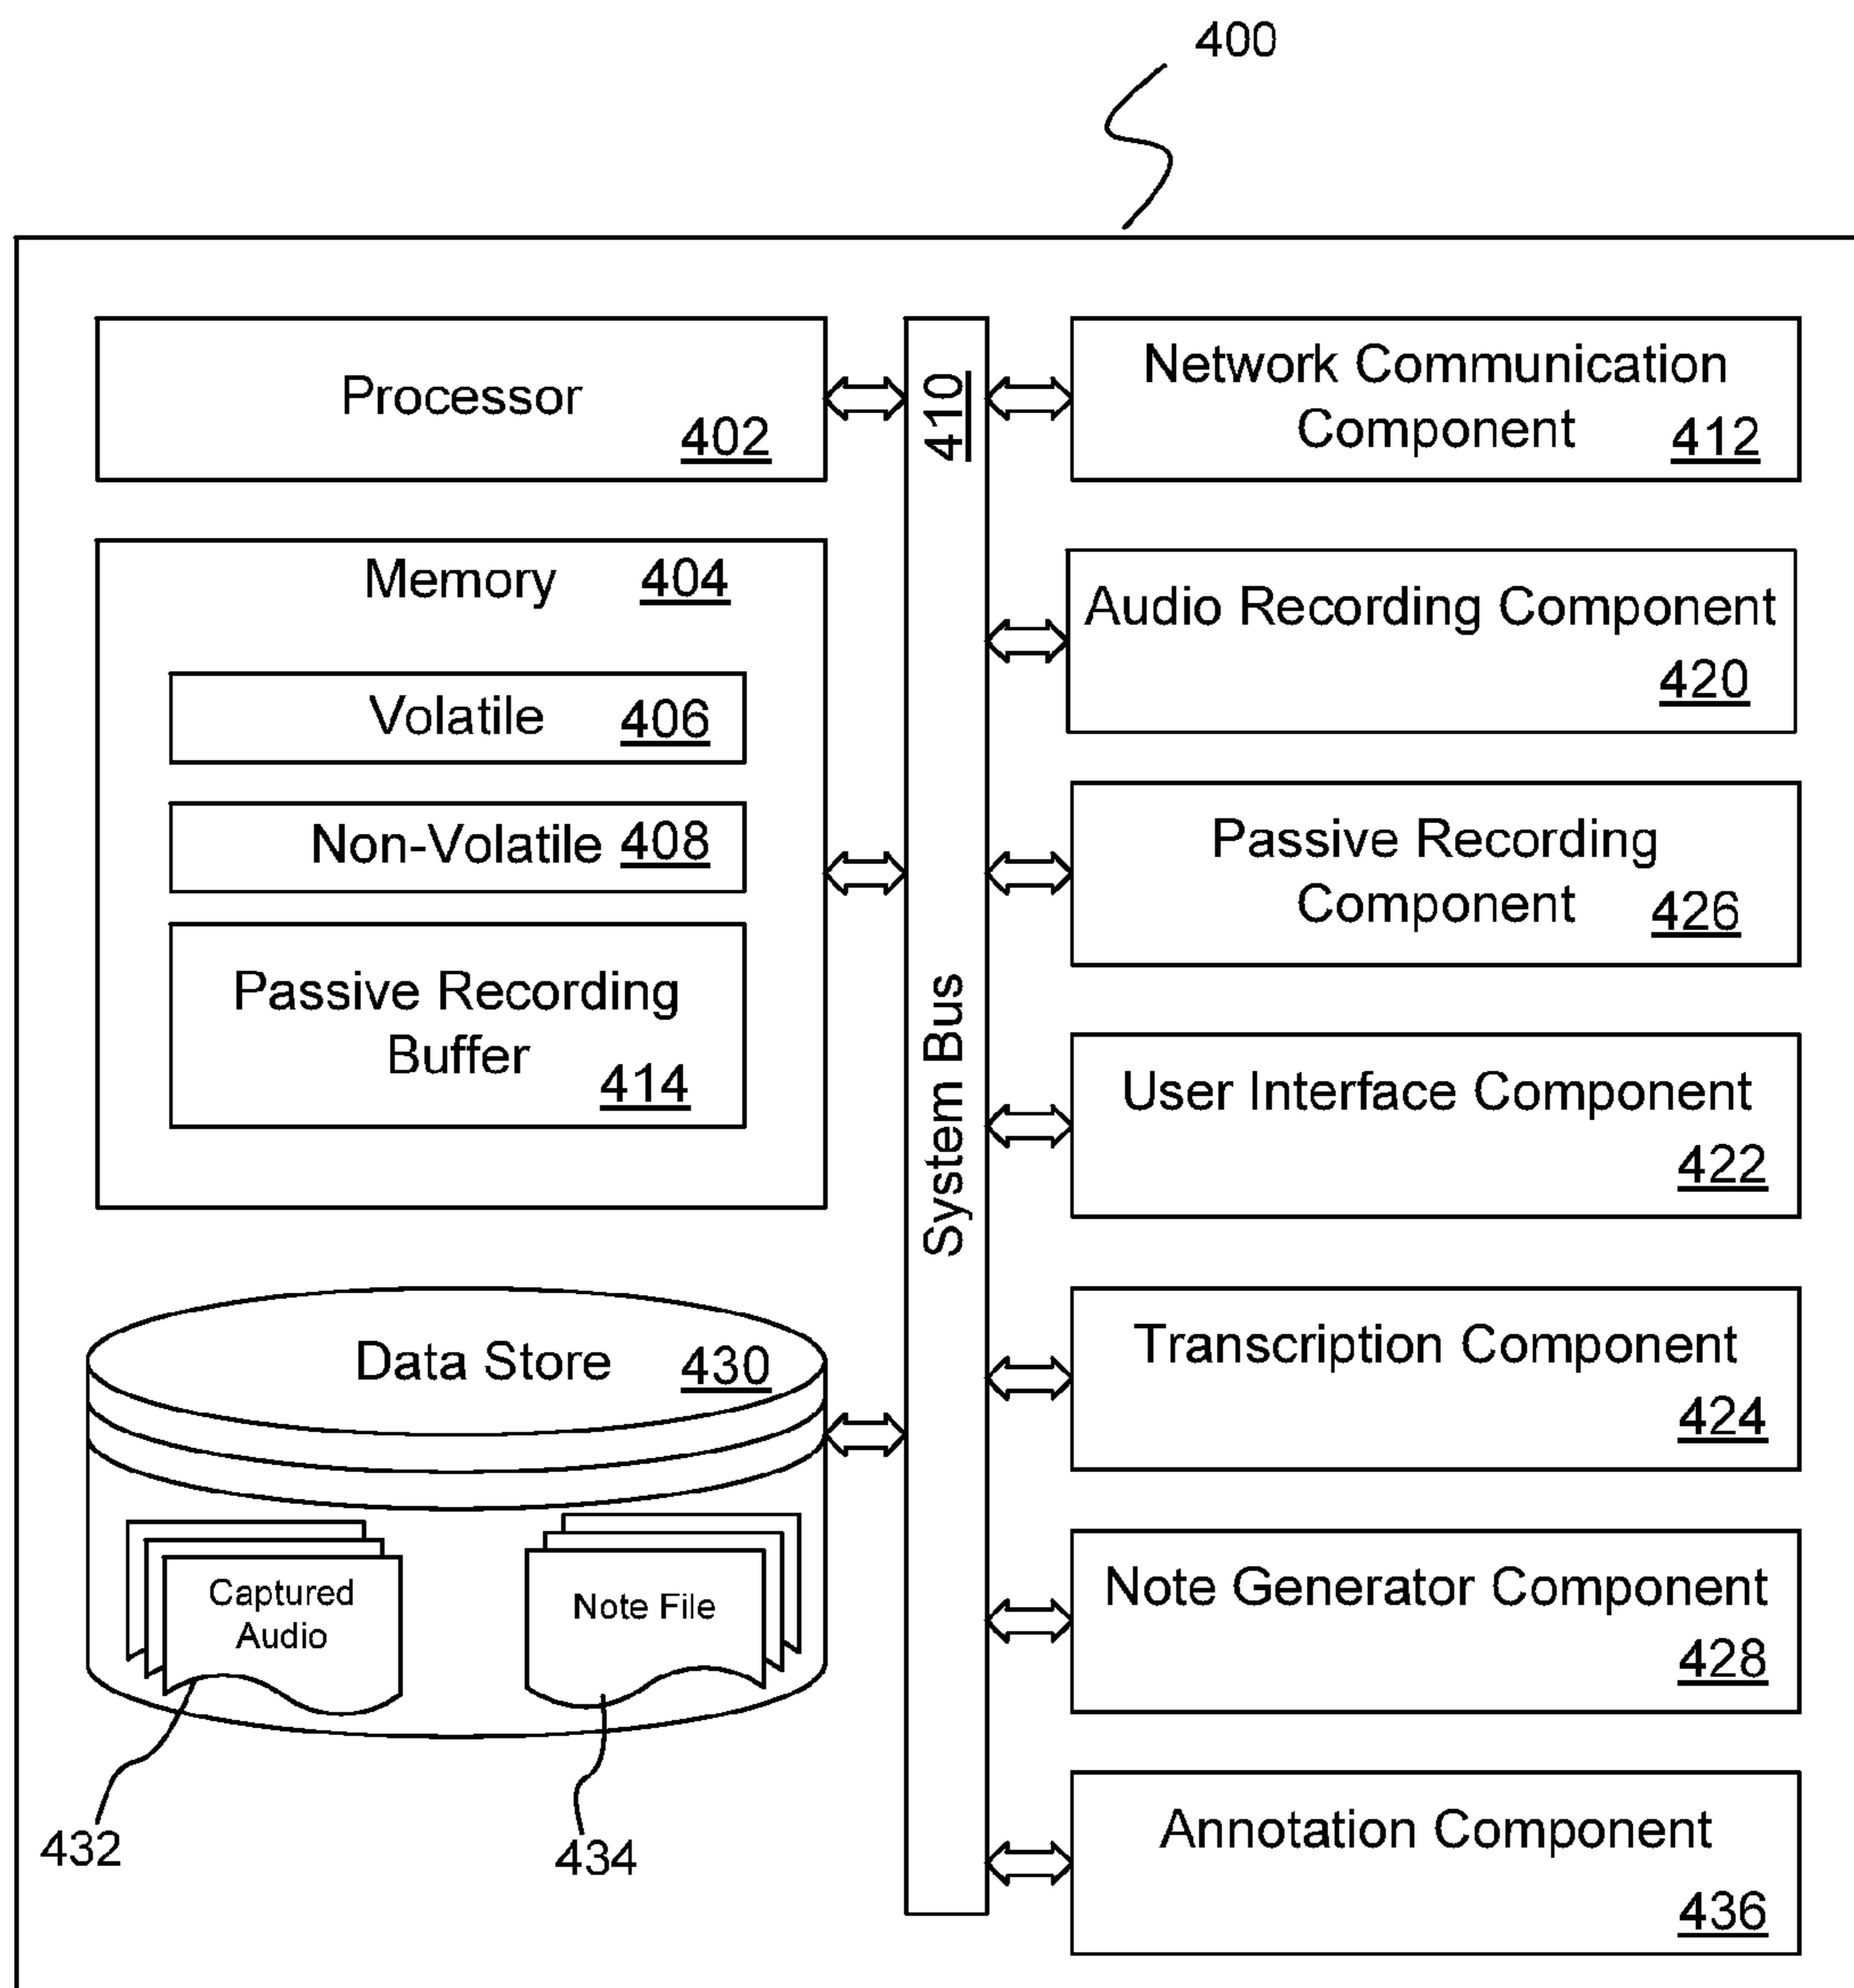 400
Processor
402
Memory 404
Volatile 406
Non-Volatile 408
Passive Recording
Buffer
414
Data Store 430
Captured
Audio
Note File
432
434
410
System Bus
Network Communication
Component 412
Audio Recording Component
420
Passive Recording
Component 426
User Interface Component
422
Transcription Component
424
Note Generator Component
428
Annotation Component
436